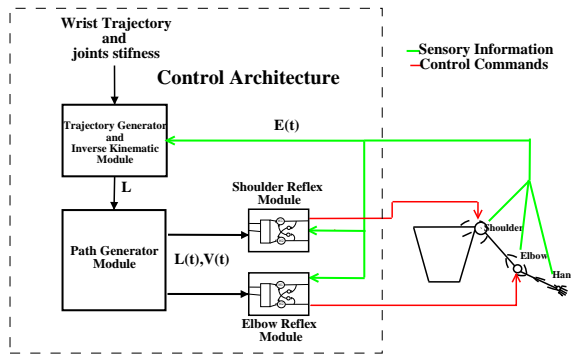 Wrist Trajectory
and
joints stifness
Control Architecture
Sensory Information
Control Commands
Trajectory Generator
and
Inverse Kinematic
Module
E(t)
L
Shoulder Reflex
Module
Path Generator
Module
L(t),V(t)
Elbow Reflex
Module
Shoulder
Elbow
Han